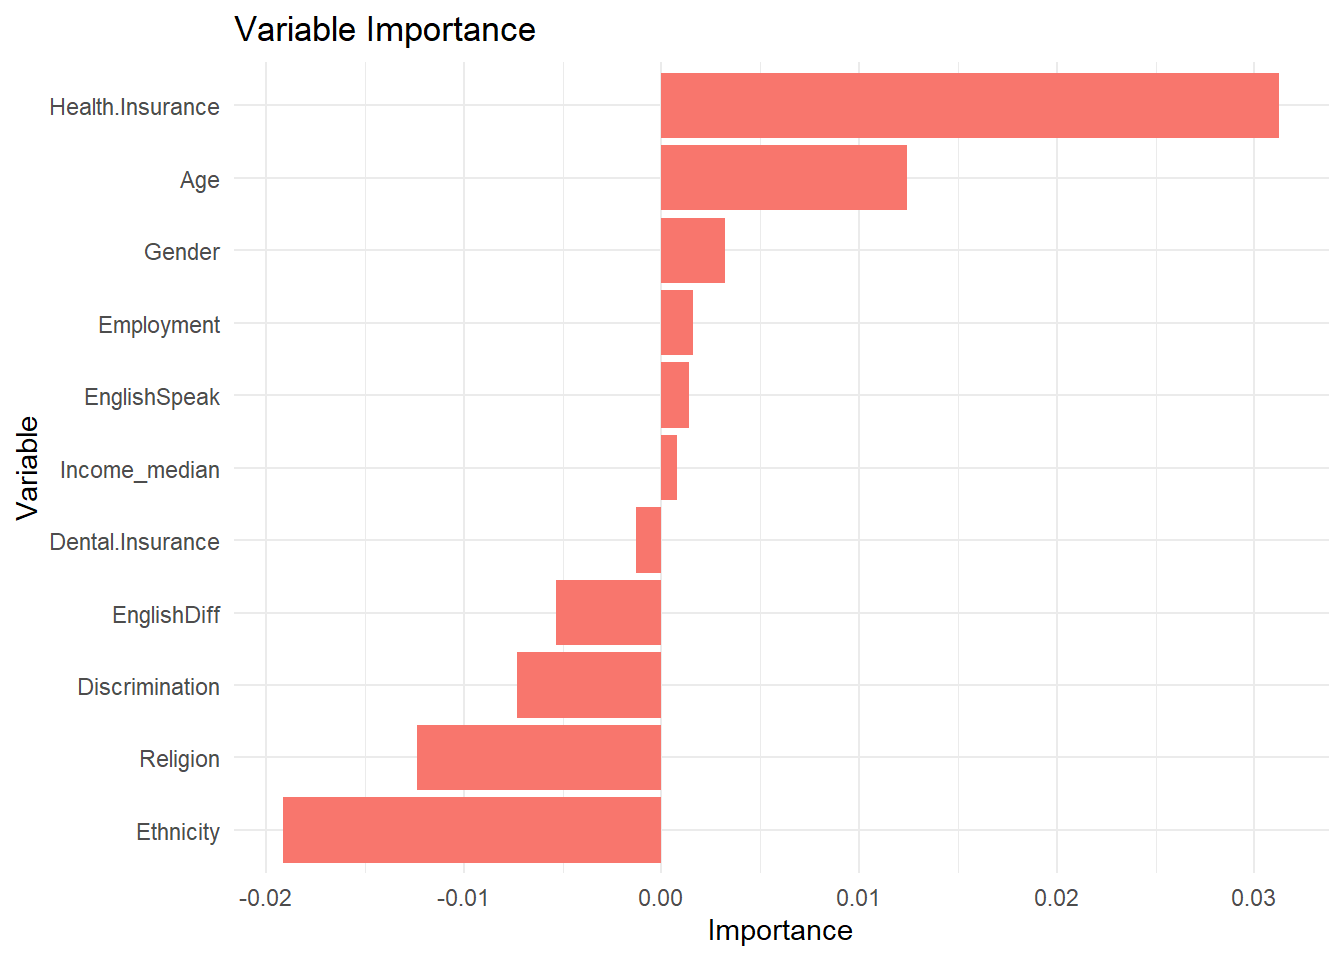 Variable Importance
Health.Insurance
Age
Gender
Employment
EnglishSpeak
Income_median
Dental.Insurance
EnglishDiff
Discrimination
Religion
Ethnicity
Variable
-0.02 -0.01 0.00 0.01 0.02 0.03
Importance